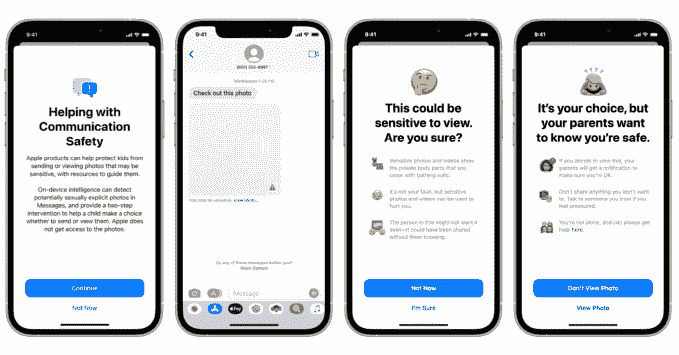 9:41
Helping with
Communication
Safety
Apple products can help protect kids from
sending or viewing photos that may be
sensitive, with resources to guide them.
On-device intelligence can detect
potentially sexually explicit photos in
Messages, and provide a two-step
intervention to help a child make a choice
whether to send or view them. Apple does
not get access to the photos.
Continue
Not Now
9:41
Check out this photo
This may be sensitive.
Do any of these messages bother you?
Block Contact
iMessage
Pay
9:41
This could be
sensitive to view.
Are you sure?
Sensitive photos and videos show
the private body parts that you
cover with bathing suits.
It's not your fault, but sensitive
photos and videos can be used to
hurt you.
The person in this might not want it
seen—it could have been shared
without them knowing.
Not Now
I'm Sure
9:41
It's your choice, but
your parents want
to know you're safe.
If you decide to view this, your
parents will get a notification to
make sure you're OK.
Don't share anything you don't want
to. Talk to someone you trust if you
feel pressured.
You're not alone, and can always get
help here.
Don't View Photo
View Photo